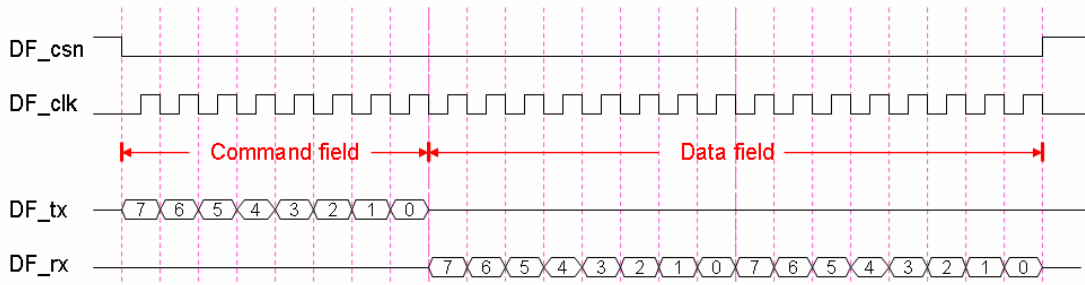 DF_csn
DF_clk
Command field Data field
DF_tx 7 6 5 4 3 2 1 0
DF_rx 7 6 5 4 3 2 1 0 7 6 5 4 3 2 1 0